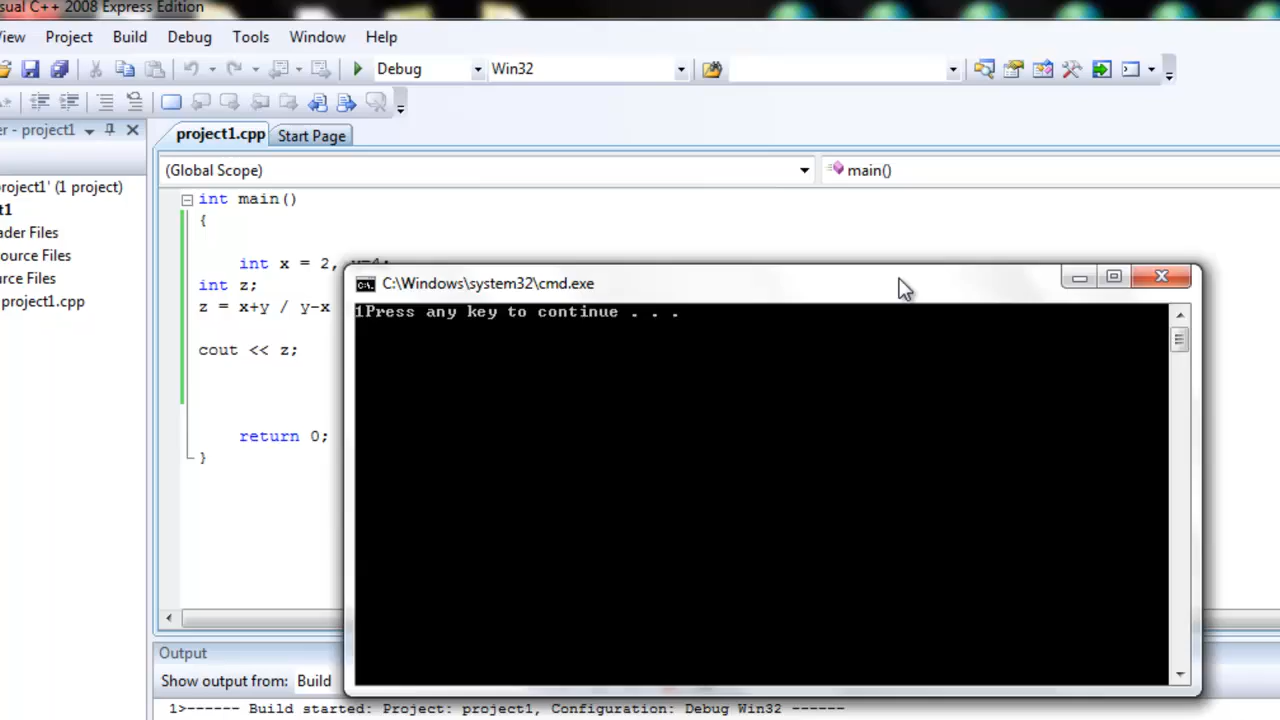 sual C++ 2008 Express Edition
View Project Build Debug Tools Window Help
Debug Win32
er - project1
project1.cpp Start Page
(Global Scope) main()
roject1' (1 project)
t1
ader Files
ource Files
rce Files
project1.cpp
int main()
{
int x = 2,
int z;
z = x+y / y-x
cout << z;
return 0;
}
C:\Windows\system32\cmd.exe
1Press any key to continue . . .
Output
Show output from: Build
1>------ Build started: Project: project1, Configuration: Debug Win32 ------